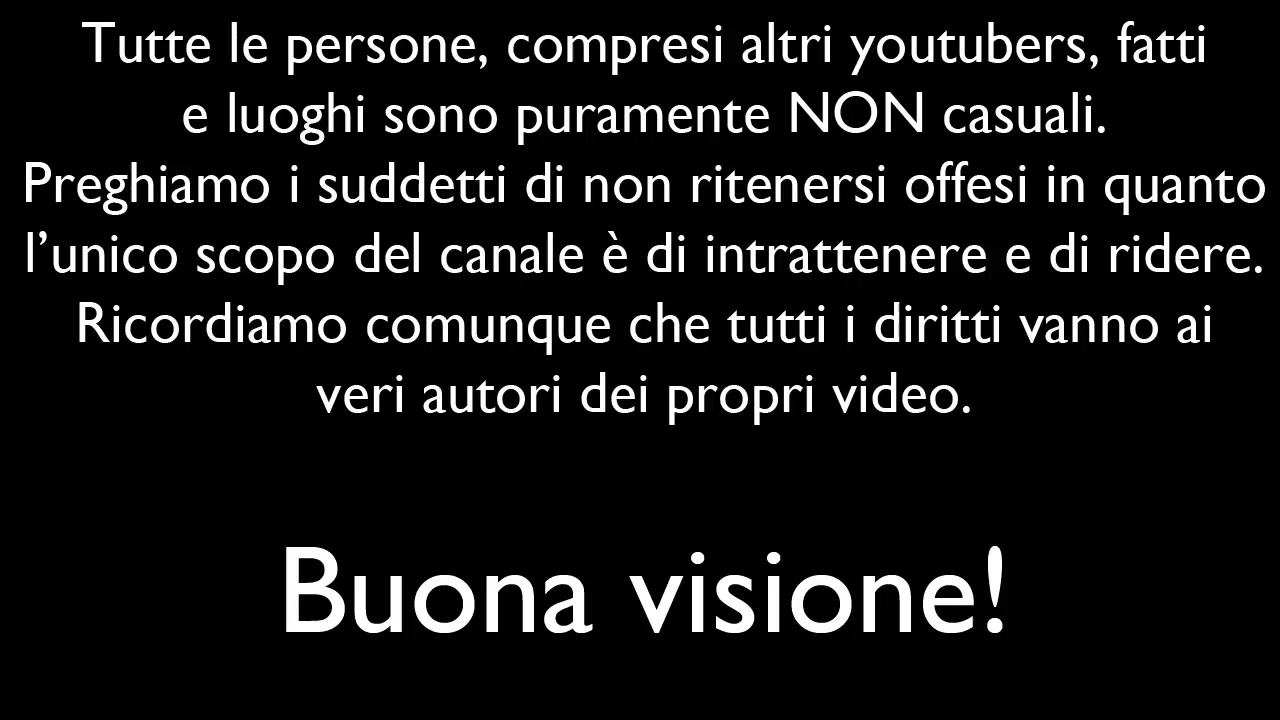 Tutte le persone, compresi altri youtubers, fatti
e luoghi sono puramente NON casuali.
Preghiamo i suddetti di non ritenersi offesi in quanto
l’unico scopo del canale è di intrattenere e di ridere.
Ricordiamo comunque che tutti i diritti vanno ai
veri autori dei propri video.
Buona visione!